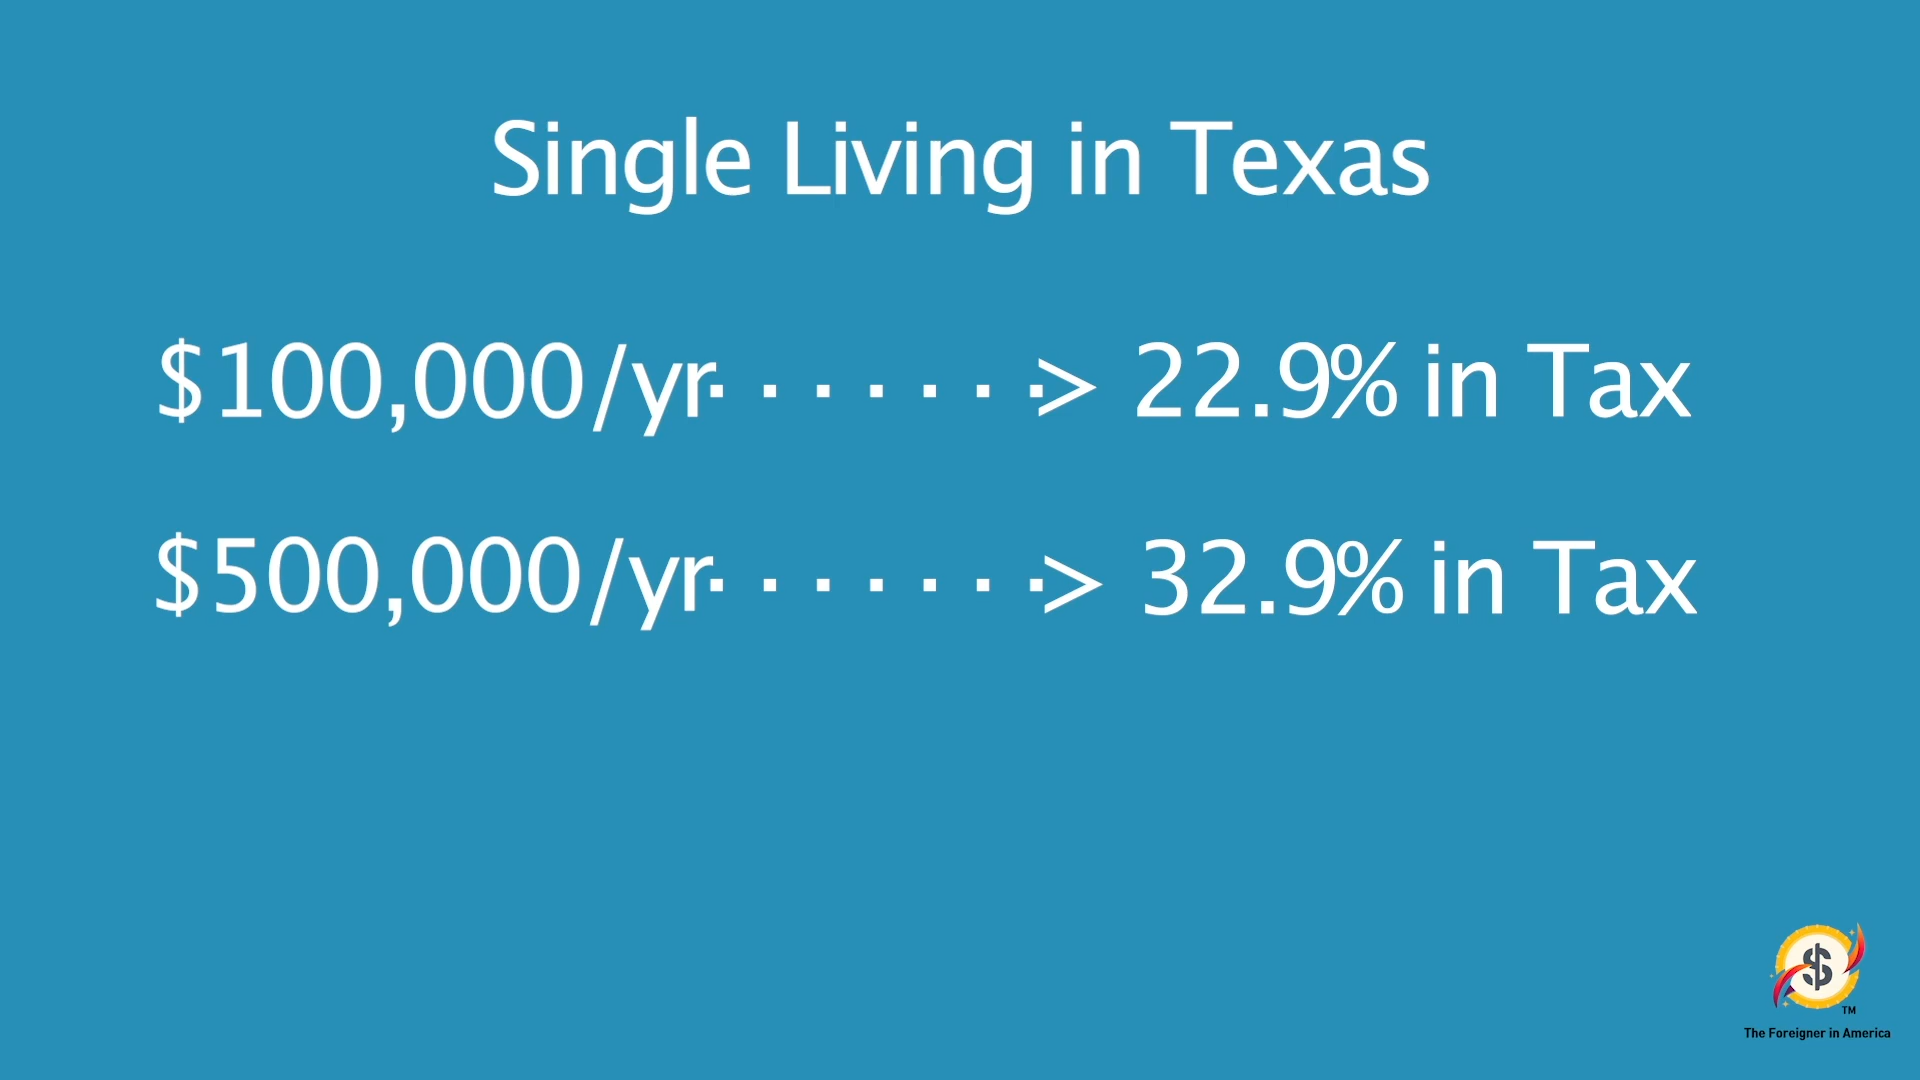 Single Living in Texas
$100,000/yr·······> 22.9% in Tax
$500,000/yr·······> 32.9% in Tax
$
TM
The Foreigner in America